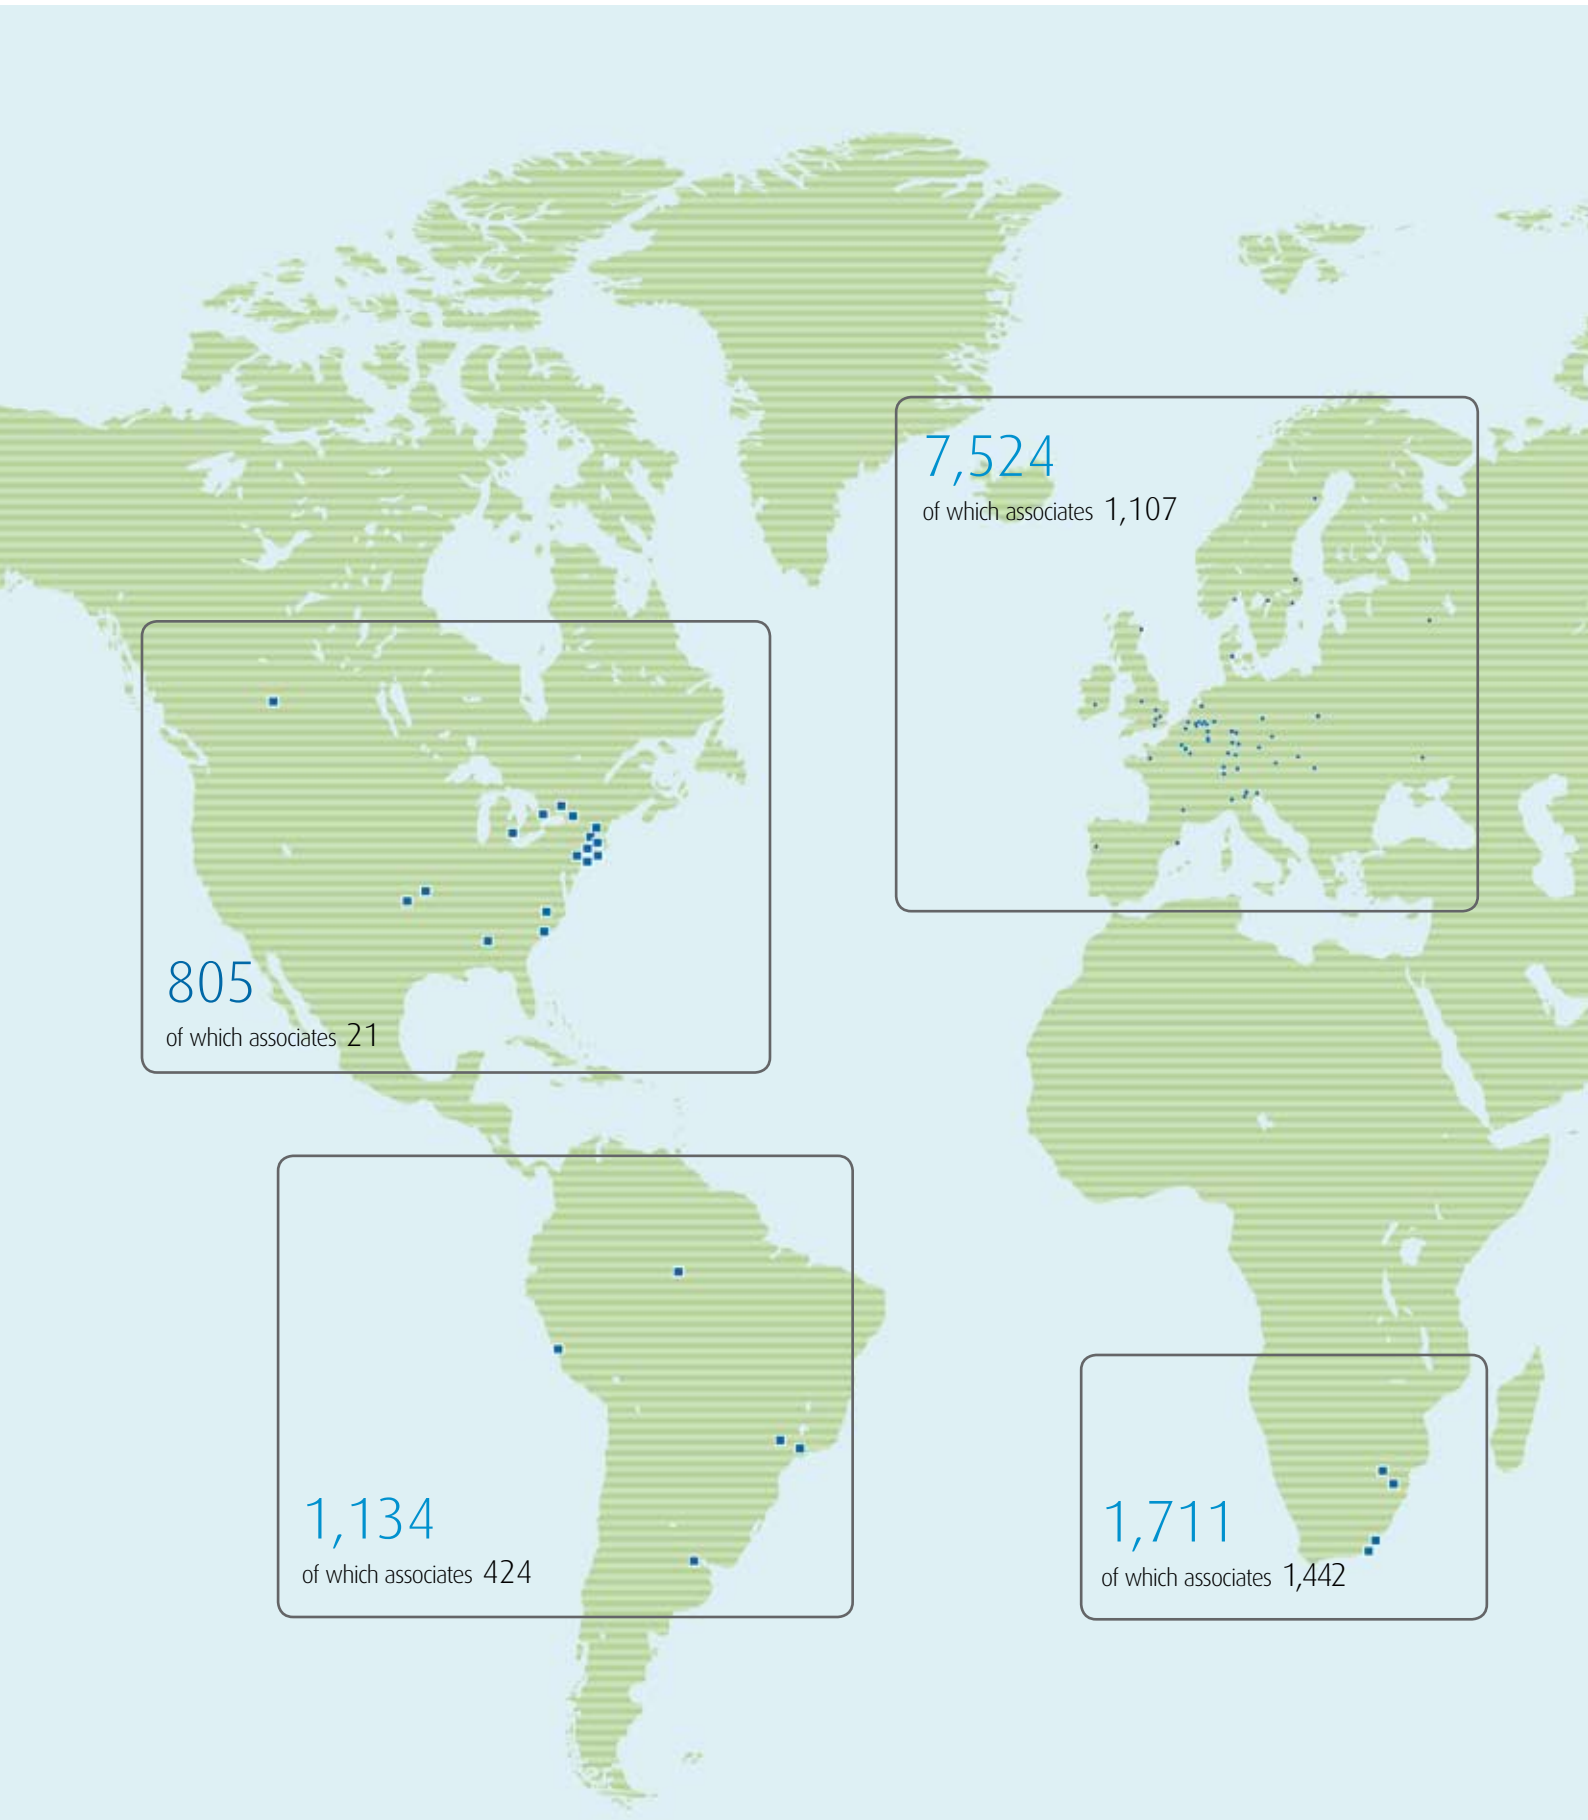 7,524
of which associates 1,107
805
of which associates 21
1,134
of which associates 424
1,711
of which associates 1,442